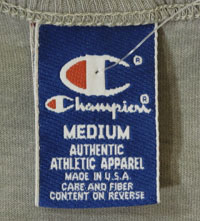 ®
Champion®
MEDIUM
AUTHENTIC
ATHLETIC APPAREL
MADE IN U.S.A.
CARE AND FIBER
CONTENT ON REVERSE